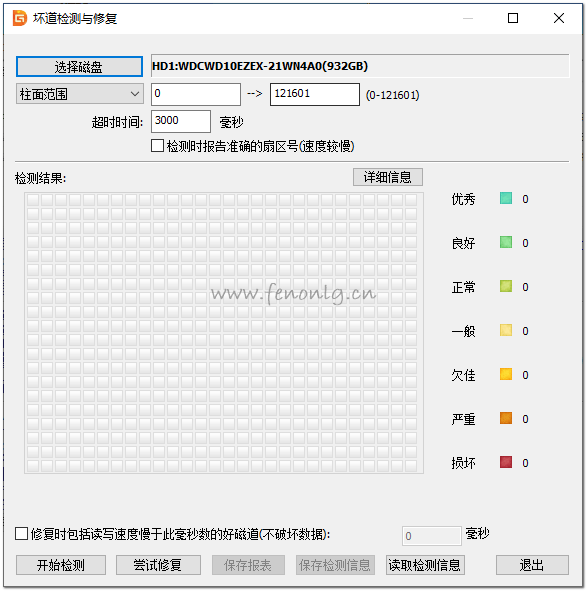 坏道检测与修复
选择磁盘 HD1:WDCWD10EZEX-21WN4A0(932GB)
柱面范围 0 --> 121601 (0-121601)
超时时间: 3000 毫秒
检测时报告准确的扇区号(速度较慢)
检测结果: 详细信息
优秀 0
良好 0
正常 0
www.fenonlg.cn
一般 0
欠佳 0
严重 0
损坏 0
修复时包括读写速度慢于此毫秒数的好磁道(不破坏数据): 0 毫秒
开始检测 尝试修复 保存报表 保存检测信息 读取检测信息 退出